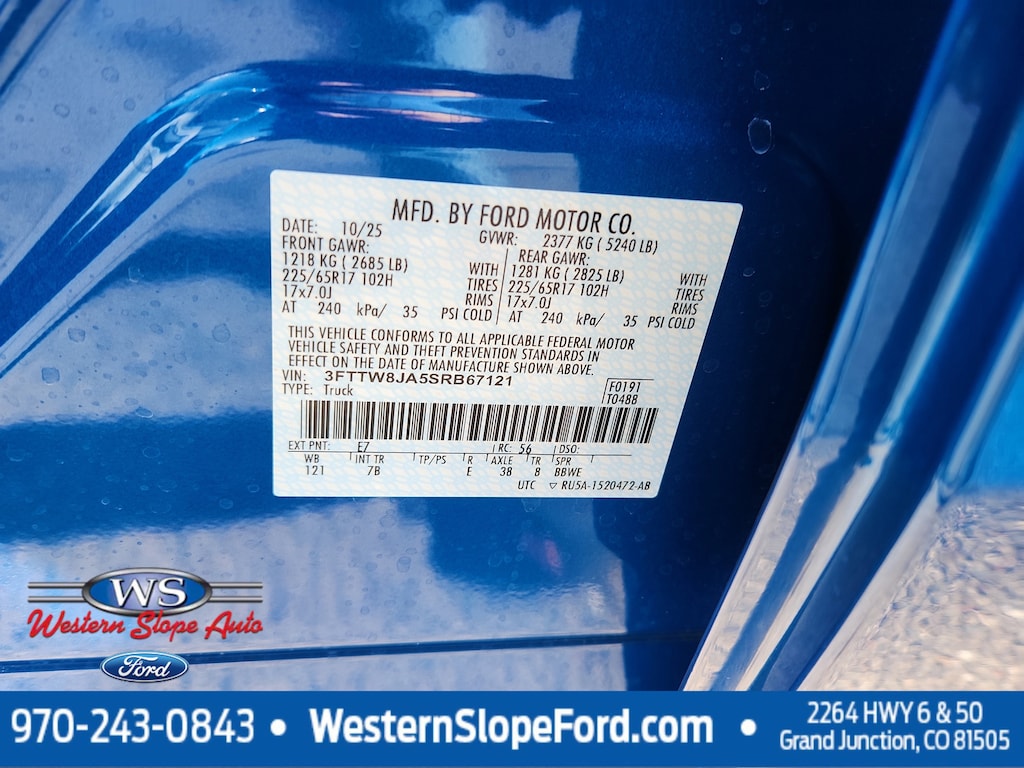 MFD. BY FORD MOTOR CO.
DATE: 10/25 GVWR: 2377 KG ( 5240 LB)
FRONT GAWR: REAR GAWR:
1218 KG ( 2685 LB) WITH 1281 KG ( 2825 LB) WITH
225/65R17 102H TIRES 225/65R17 102H TIRES
17x7.0J RIMS 17x7.0J RIMS
AT 240 kPa/ 35 PSI COLD AT 240 kPa/ 35 PSI COLD
THIS VEHICLE CONFORMS TO ALL APPLICABLE FEDERAL MOTOR
VEHICLE SAFETY AND THEFT PREVENTION STANDARDS IN
EFFECT ON THE DATE OF MANUFACTURE SHOWN ABOVE.
VIN: 3FTTW8JA5SRB67121
TYPE: Truck
F0191
T0488
EXT PNT: E7 RC: 56 DSO:
WB INT TR TP/PS R AXLE TR SPR
121 7B E 38 8 BBWE
UTC ▽ RU5A-1520472-AB
WS
Western Slope Auto
Ford
970-243-0843 • WesternSlopeFord.com •
2264 HWY 6 & 50
Grand Junction, CO 81505